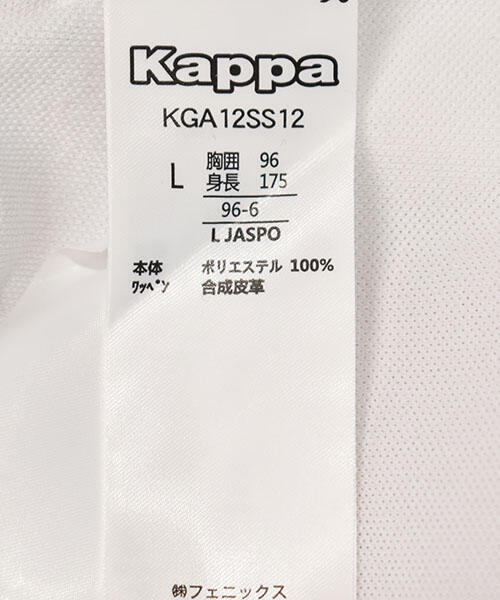 Kappa
KGA12SS12
L 胸囲 96
身長 175
96-6
L JASPO
本体 ポリエステル 100%
ﾜｯﾍﾟﾝ 合成皮革
㈱フェニックス